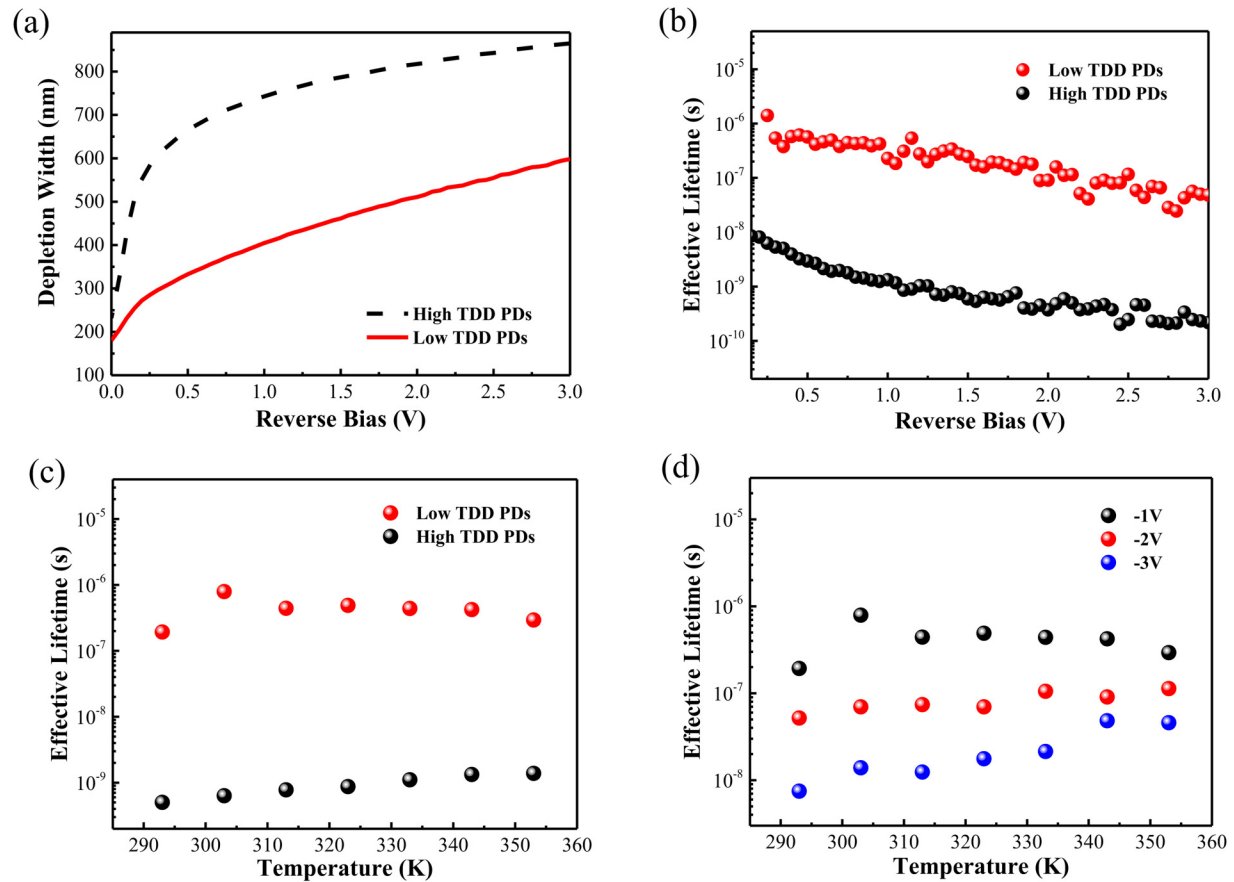 (a)
Depletion Width (nm)
800
700
600
500
400
300
200
100
High TDD PDs
Low TDD PDs
0.0 0.5 1.0 1.5 2.0 2.5 3.0
Reverse Bias (V)
(b)
Effective Lifetime (s)
10-5
10-6
10-7
10-8
10-9
10-10
Low TDD PDs
High TDD PDs
0.5 1.0 1.5 2.0 2.5 3.0
Reverse Bias (V)
(c)
Effective Lifetime (s)
10-5
10-6
10-7
10-8
10-9
Low TDD PDs
High TDD PDs
290 300 310 320 330 340 350 360
Temperature (K)
(d)
Effective Lifetime (s)
10-5
10-6
10-7
10-8
-1V
-2V
-3V
290 300 310 320 330 340 350 360
Temperature (K)